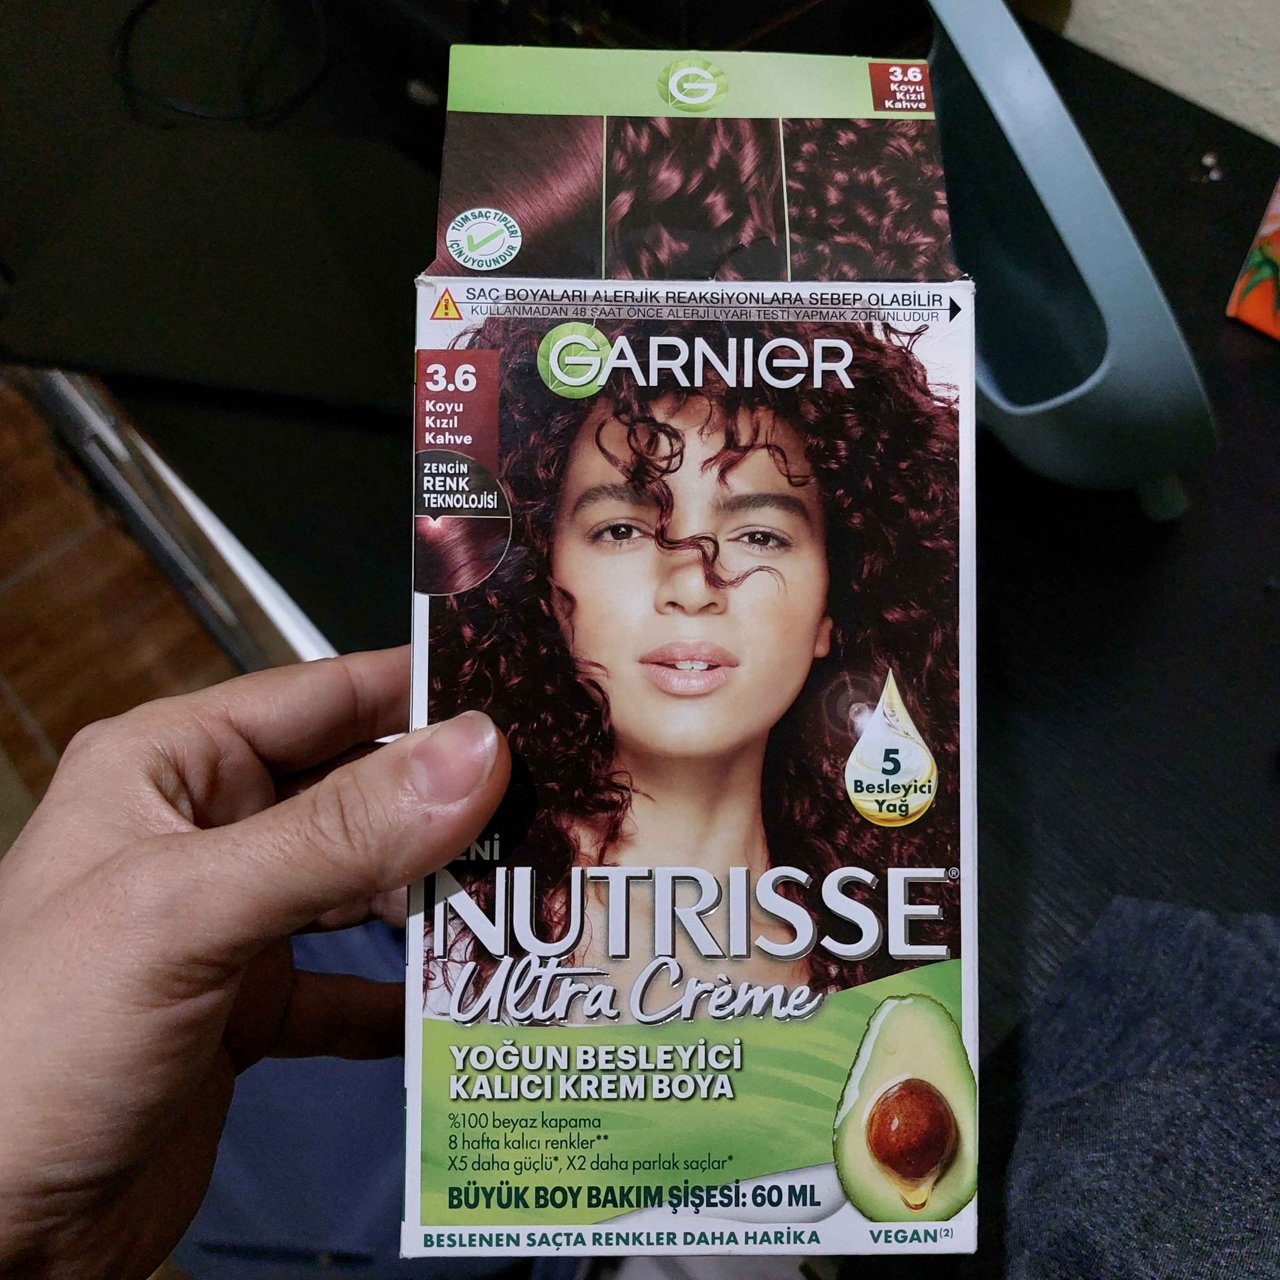 G
3.6
Koyu
Kızıl
Kahve
TÜM SAÇ TİPLERİ
İÇİN UYGUNDUR
SAÇ BOYALARI ALERJİK REAKSİYONLARA SEBEP OLABİLİR
KULLANMADAN 48 SAAT ÖNCE ALERJİ UYARI TESTİ YAPMAK ZORUNLUDUR
GARNIER
3.6
Koyu
Kızıl
Kahve
ZENGİN
RENK
TEKNOLOJİSİ
5
Besleyici
Yağ
ENİ
NUTRISSE®
Ultra Crème
YOĞUN BESLEYİCİ
KALICI KREM BOYA
%100 beyaz kapama
8 hafta kalıcı renkler**
X5 daha güçlü*, X2 daha parlak saçlar*
BÜYÜK BOY BAKIM ŞİŞESİ: 60 ML
BESLENEN SAÇTA RENKLER DAHA HARİKA VEGAN(2)